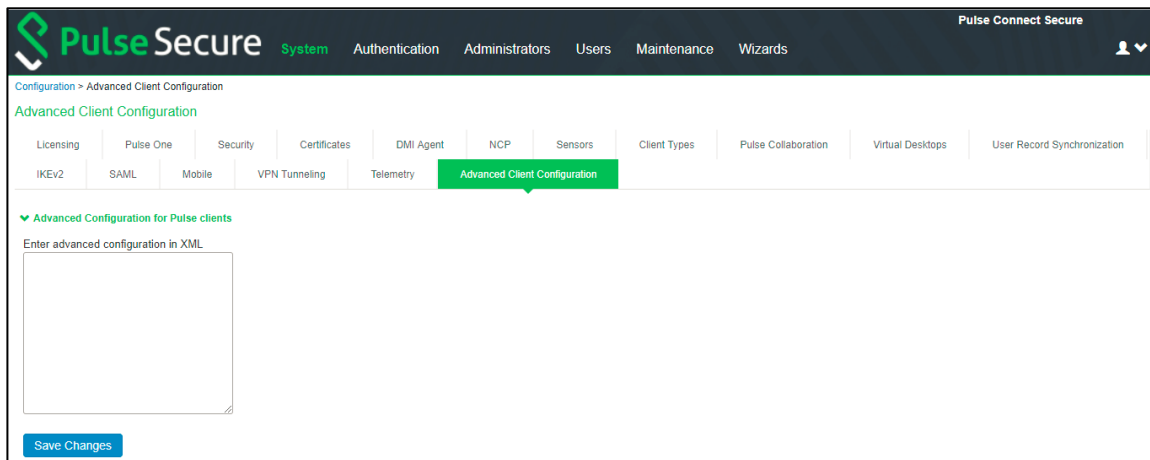 Pulse Connect Secure
Pulse Secure System Authentication Administrators Users Maintenance Wizards
Configuration > Advanced Client Configuration
Advanced Client Configuration
Licensing Pulse One Security Certificates DMI Agent NCP Sensors Client Types Pulse Collaboration Virtual Desktops User Record Synchronization
IKEv2 SAML Mobile VPN Tunneling Telemetry Advanced Client Configuration
Advanced Configuration for Pulse clients
Enter advanced configuration in XML
Save Changes